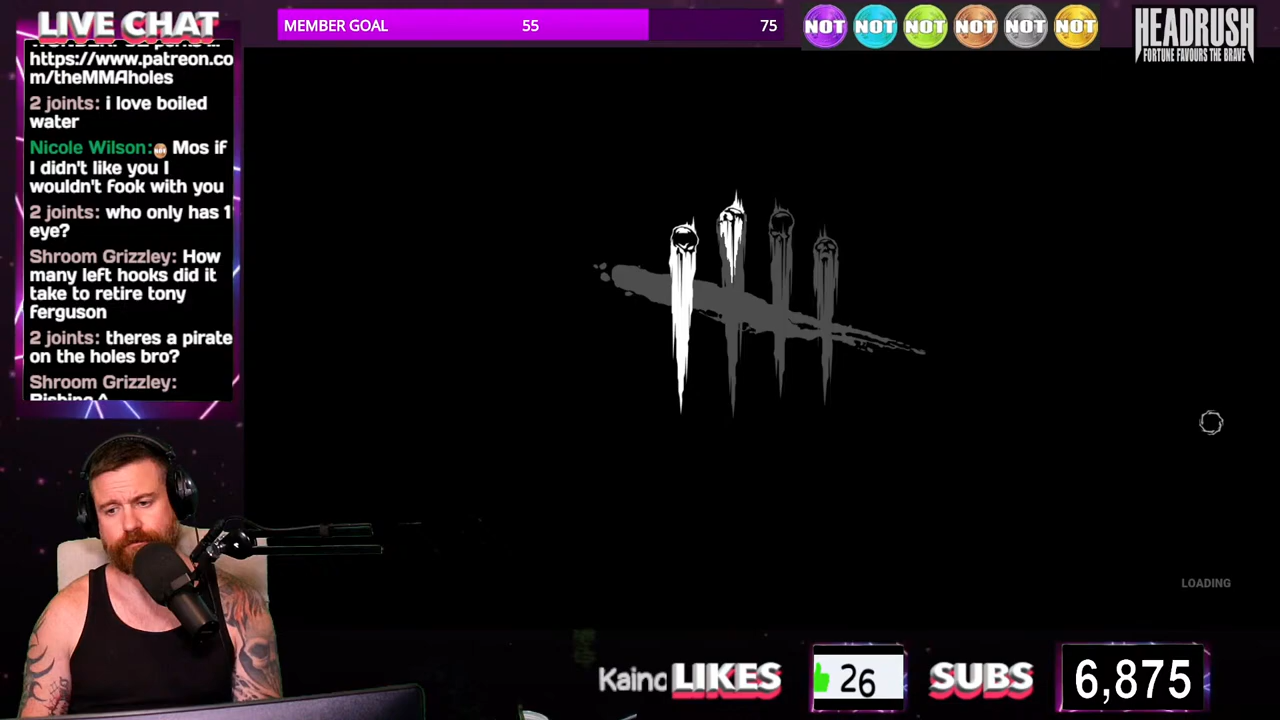 LIVE CHAT
MEMBER GOAL 55 75
NOT NOT NOT NOT NOT NOT
HEADRUSH
FORTUNE FAVOURS THE BRAVE
https://www.patreon.co
m/theMMAholes
2 joints: i love boiled
water
Nicole Wilson: Mos if
I didn't like you I
wouldn't fook with you
2 joints: who only has 1
eye?
Shroom Grizzley: How
many left hooks did it
take to retire tony
ferguson
2 joints: theres a pirate
on the holes bro?
Shroom Grizzley:
LOADING
Kaino LIKES 26 SUBS 6,875